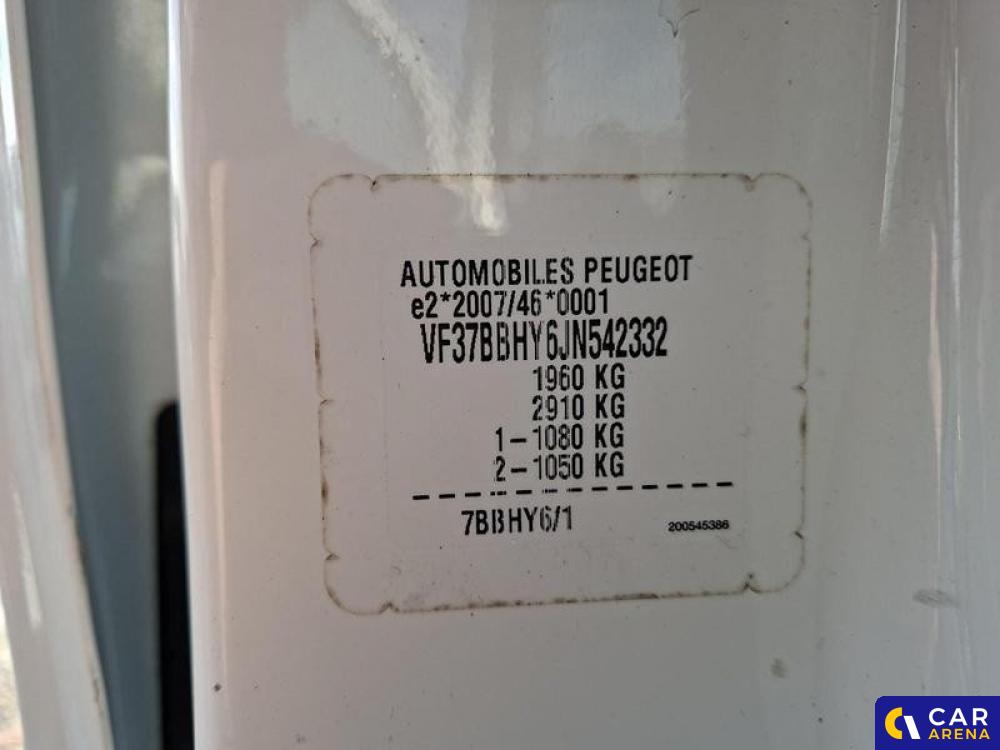 AUTOMOBILES PEUGEOT
e2*2007/46*0001
VF37BBHY6JN542332
1960 KG
2910 KG
1-1080 KG
2-1050 KG
7BBHY6/1
200545386
CAR
ARENA